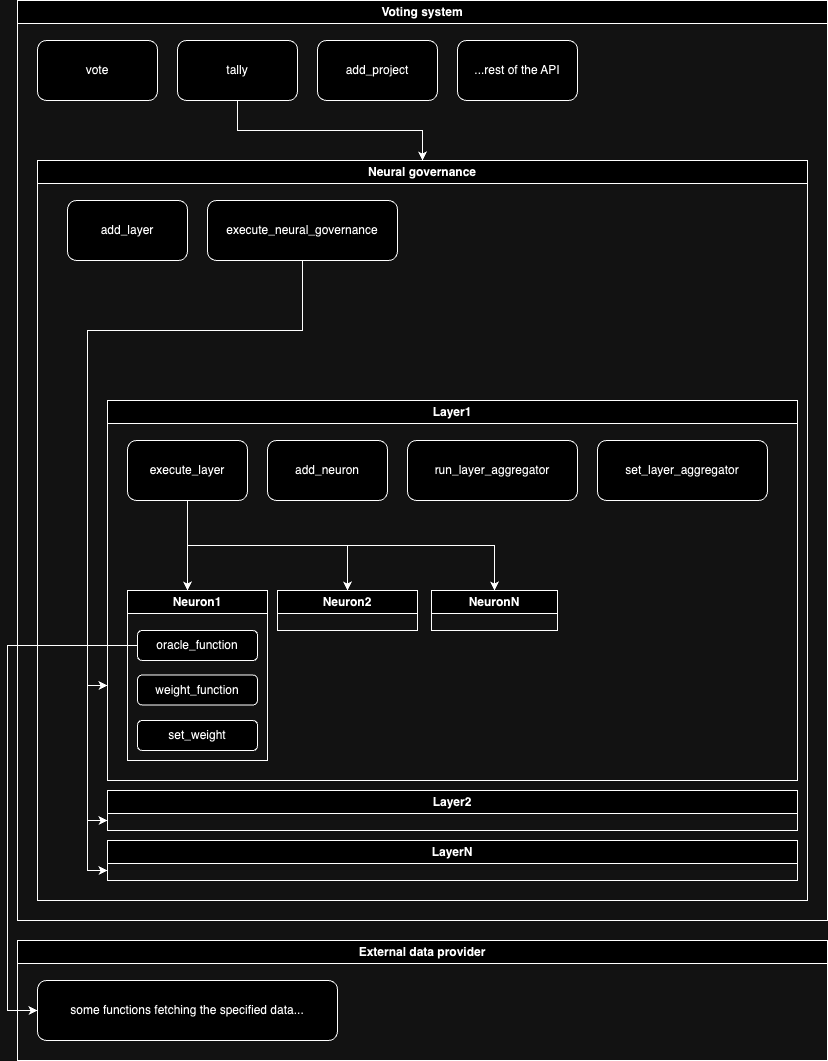 Voting system
vote
tally
add_project
...rest of the API
Neural governance
add_layer
execute_neural_governance
Layer1
execute_layer
add_neuron
run_layer_aggregator
set_layer_aggregator
Neuron1
Neuron2
NeuronN
oracle_function
weight_function
set_weight
Layer2
LayerN
External data provider
some functions fetching the specified data...